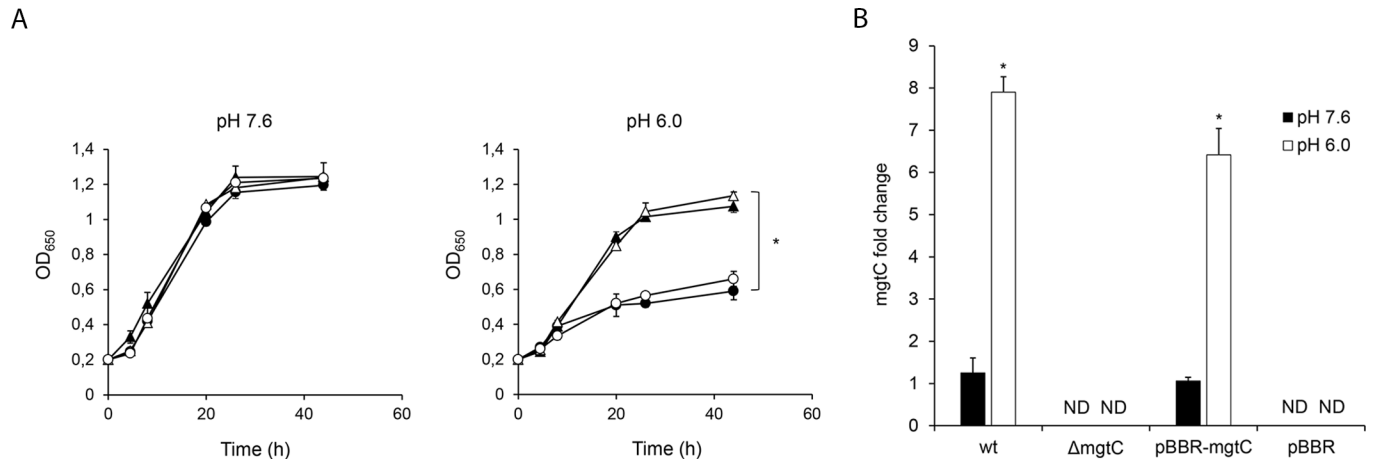 A
pH 7.6
OD650
1,4
1,2
1
0,8
0,6
0,4
0,2
0
0 20 40 60
Time (h)
pH 6.0
OD650
1,4
1,2
1
0,8
0,6
0,4
0,2
0
*
0 20 40 60
Time (h)
B
mgtC fold change
9
8
7
6
5
4
3
2
1
0
*
*
pH 7.6
pH 6.0
ND ND ND ND
wt ΔmgtC pBBR-mgtC pBBR